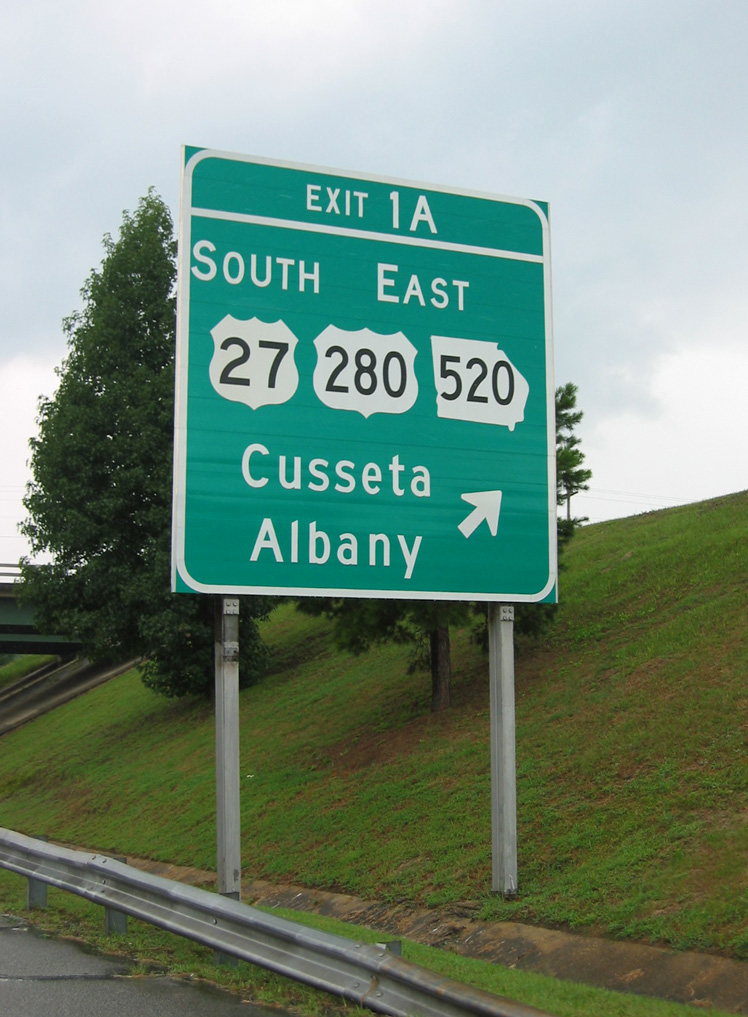 EXIT 1A
SOUTH EAST
27 280 520
Cusseta
Albany